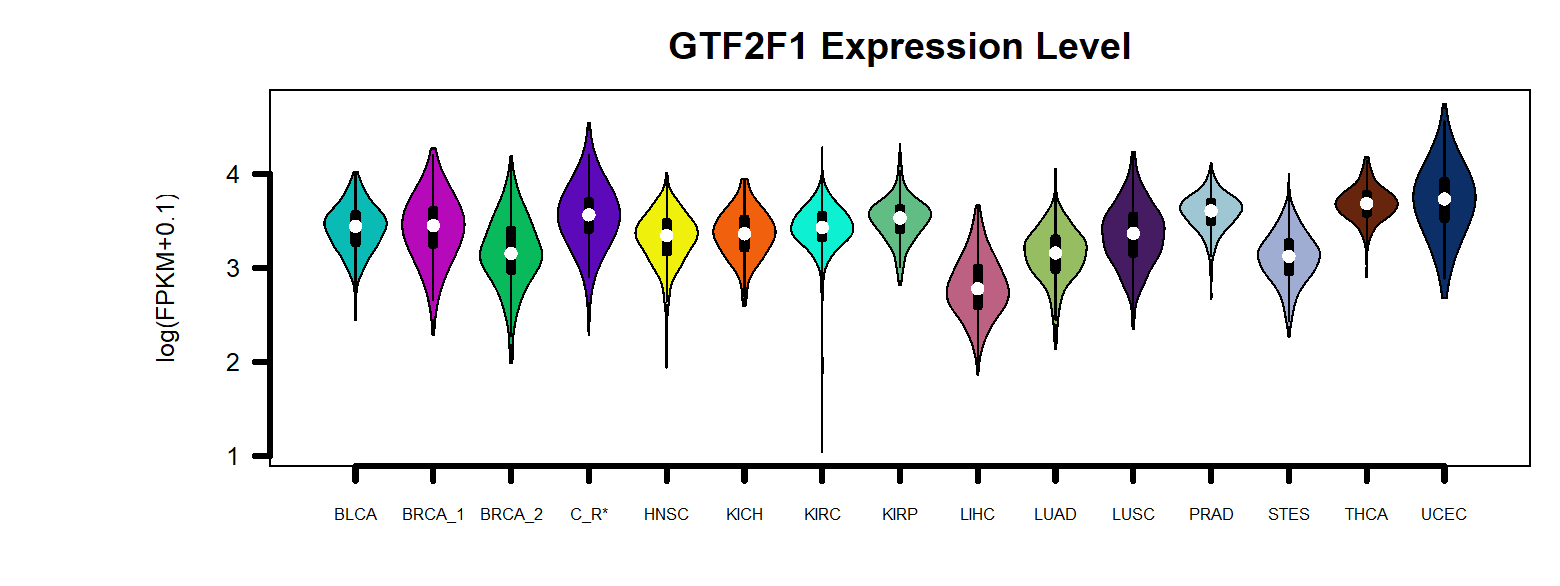 GTF2F1 Expression Level
log(FPKM+0.1)
4
3
2
1
BLCA BRCA_1 BRCA_2 C_R* HNSC KICH KIRC KIRP LIHC LUAD LUSC PRAD STES THCA UCEC